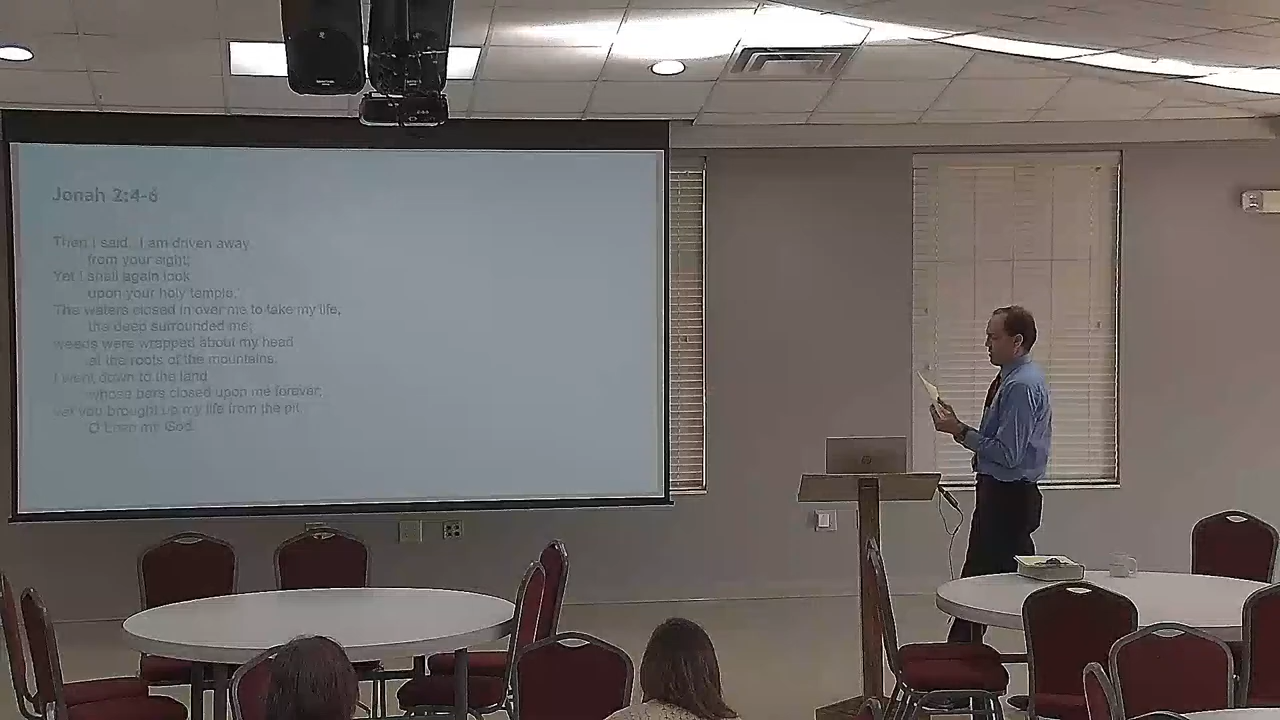 Jonah 2:4-6
Then I said, I am driven away
from your sight;
Yet I shall again look
upon your holy temple.
The waters closed in over me to take my life,
the deep surrounded me;
weeds were wrapped about my head
at the roots of the mountains.
I went down to the land
whose bars closed upon me forever;
yet you brought up my life from the pit
O LORD my God.